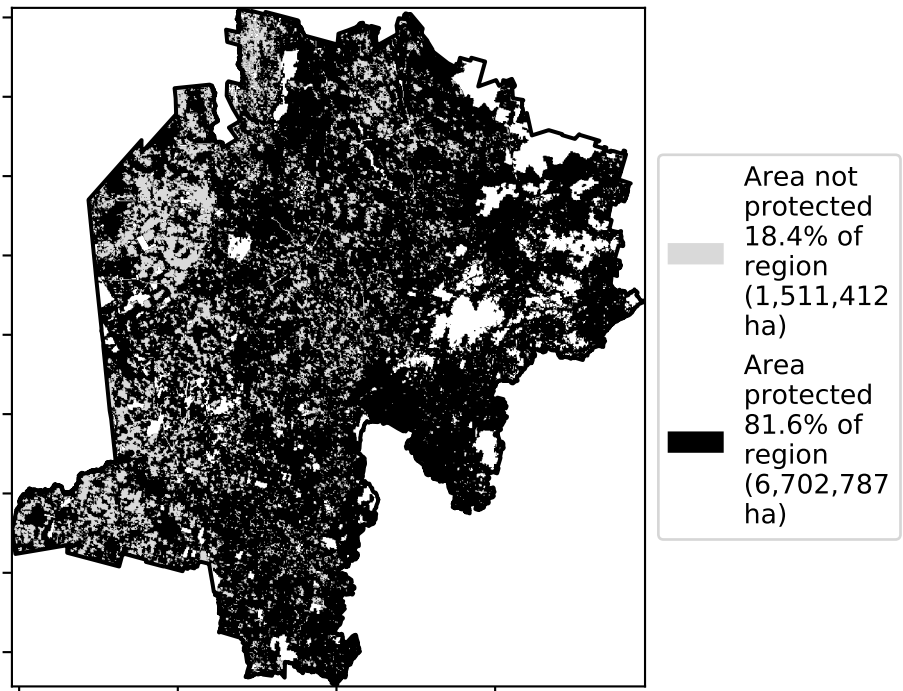 Area not
protected
18.4% of
region
(1,511,412
ha)
Area
protected
81.6% of
region
(6,702,787
ha)